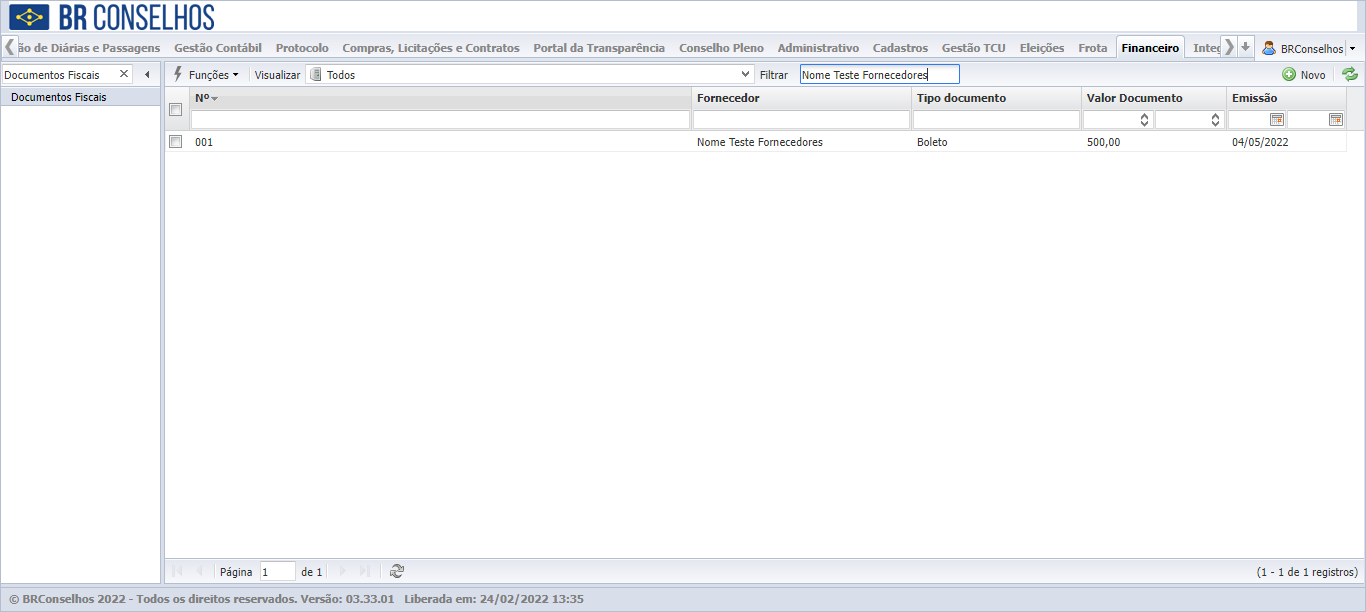 BR CONSELHOS
ão de Diárias e Passagens Gestão Contábil Protocolo Compras, Licitações e Contratos Portal da Transparência Conselho Pleno Administrativo Cadastros Gestão TCU Eleições Frota Financeiro Integ BRConselhos
Documentos Fiscais Funções Visualizar Todos Filtrar Nome Teste Fornecedores Novo
Documentos Fiscais
Nº Fornecedor Tipo documento Valor Documento Emissão
001 Nome Teste Fornecedores Boleto 500,00 04/05/2022
Página 1 de 1 (1 - 1 de 1 registros)
© BRConselhos 2022 - Todos os direitos reservados. Versão: 03.33.01 Liberada em: 24/02/2022 13:35